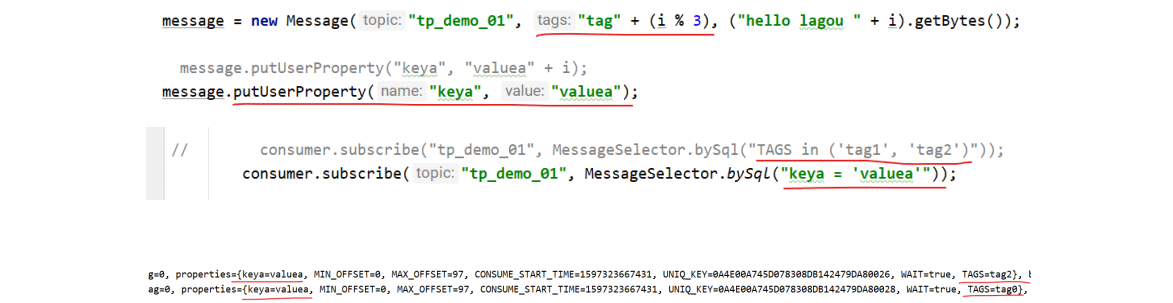 message = new Message( topic: "tp_demo_01", tags: "tag" + (i % 3), ("hello lagou " + i).getBytes());
message.putUserProperty("keya", "valuea" + i);
message.putUserProperty( name: "keya", value: "valuea");
// consumer.subscribe("tp_demo_01", MessageSelector.bySql("TAGS in ('tag1', 'tag2')"));
consumer.subscribe( topic: "tp_demo_01", MessageSelector.bySql("keya = 'valuea'"));
g=0, properties={keya=valuea, MIN_OFFSET=0, MAX_OFFSET=97, CONSUME_START_TIME=1597323667431, UNIQ_KEY=0A4E00A745D078308DB142479DA80026, WAIT=true, TAGS=tag2},
ag=0, properties={keya=valuea, MIN_OFFSET=0, MAX_OFFSET=97, CONSUME_START_TIME=1597323667431, UNIQ_KEY=0A4E00A745D078308DB142479DA80028, WAIT=true, TAGS=tag0},